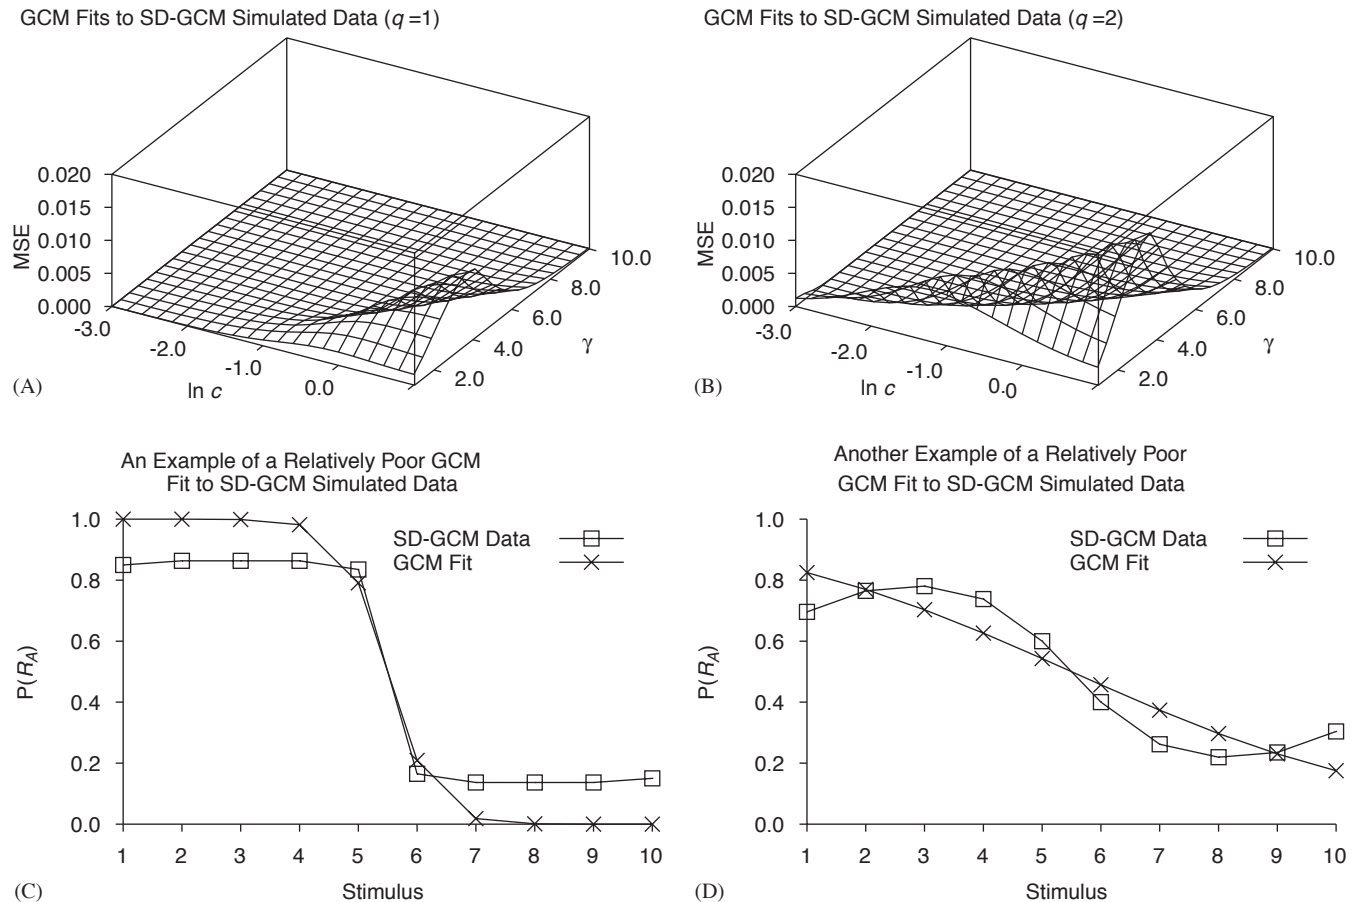 GCM Fits to SD-GCM Simulated Data (q =1)
0.020
0.015
0.010
0.005
0.000
MSE
-3.0
-2.0
-1.0
0.0
ln c
2.0
4.0
6.0
8.0
10.0
γ
(A)
GCM Fits to SD-GCM Simulated Data (q =2)
0.020
0.015
0.010
0.005
0.000
MSE
-3.0
-2.0
-1.0
0.0
ln c
2.0
4.0
6.0
8.0
10.0
γ
(B)
An Example of a Relatively Poor GCM
Fit to SD-GCM Simulated Data
SD-GCM Data
GCM Fit
1.0
0.8
0.6
0.4
0.2
0.0
P(R_A)
1 2 3 4 5 6 7 8 9 10
Stimulus
(C)
Another Example of a Relatively Poor
GCM Fit to SD-GCM Simulated Data
SD-GCM Data
GCM Fit
1.0
0.8
0.6
0.4
0.2
0.0
P(R_A)
1 2 3 4 5 6 7 8 9 10
Stimulus
(D)